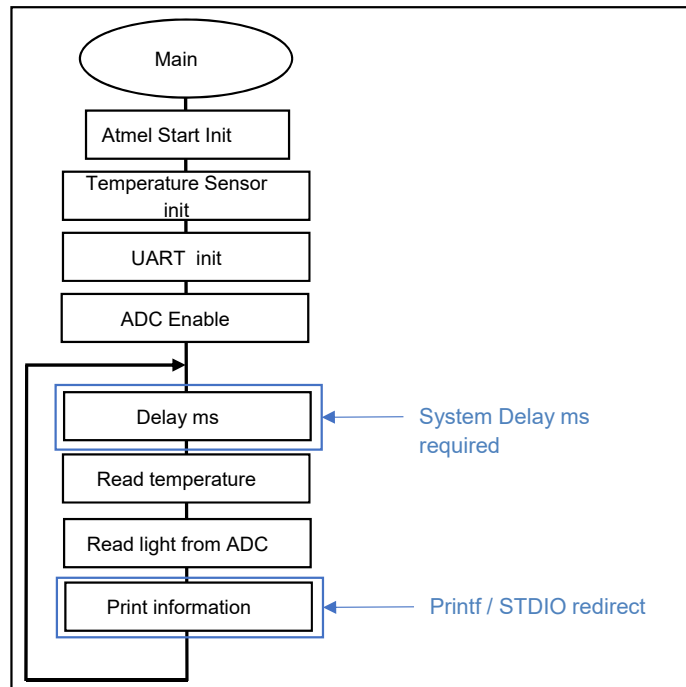 Main
Atmel Start Init
Temperature Sensor
init
UART init
ADC Enable
Delay ms
System Delay ms
required
Read temperature
Read light from ADC
Print information
Printf / STDIO redirect